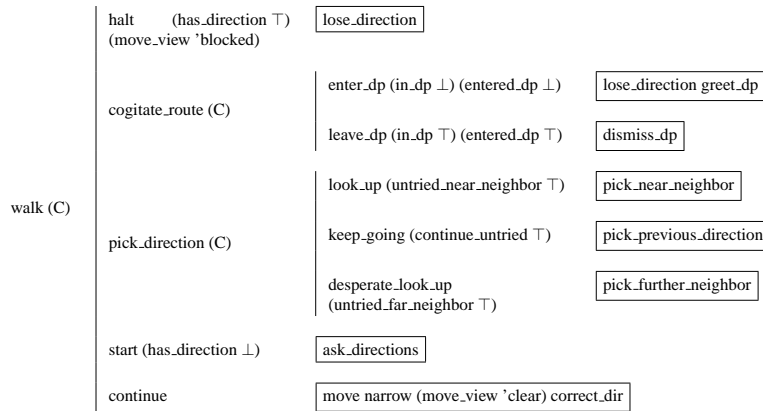 halt (has_direction ⊤) lose_direction
(move_view 'blocked)
enter_dp (in_dp ⊥) (entered_dp ⊥) lose_direction greet_dp
cogitate_route (C)
leave_dp (in_dp ⊤) (entered_dp ⊤) dismiss_dp
look_up (untried_near_neighbor ⊤) pick_near_neighbor
walk (C)
pick_direction (C)
keep_going (continue_untried ⊤) pick_previous_direction
desperate_look_up
(untried_far_neighbor ⊤) pick_further_neighbor
start (has_direction ⊥) ask_directions
continue move narrow (move_view 'clear) correct_dir